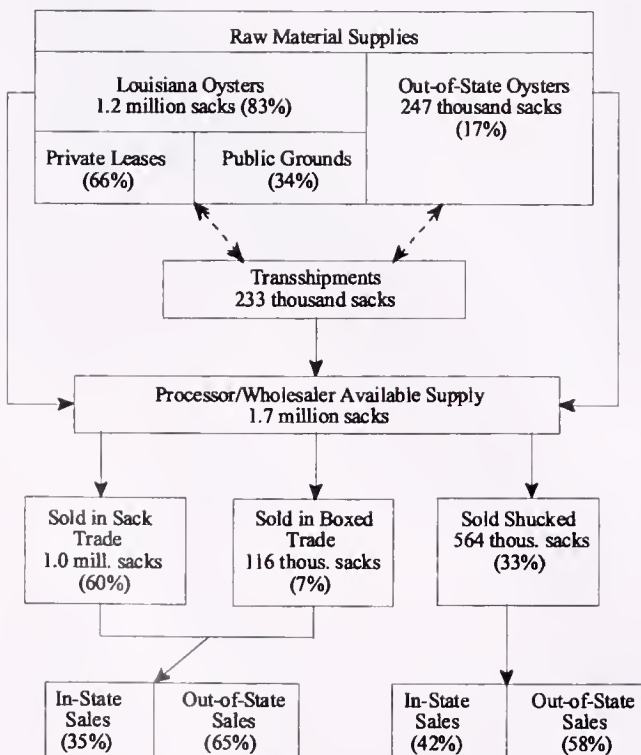 Raw Material Supplies
Louisiana Oysters
1.2 million sacks (83%)
Out-of-State Oysters
247 thousand sacks
(17%)
Private Leases
(66%)
Public Grounds
(34%)
Transshipments
233 thousand sacks
Processor/Wholesaler Available Supply
1.7 million sacks
Sold in Sack
Trade
1.0 mill. sacks
(60%)
Sold in Boxed
Trade
116 thous. sacks
(7%)
Sold Shucked
564 thous. sacks
(33%)
In-State
Sales
(35%)
Out-of-State
Sales
(65%)
In-State
Sales
(42%)
Out-of-State
Sales
(58%)